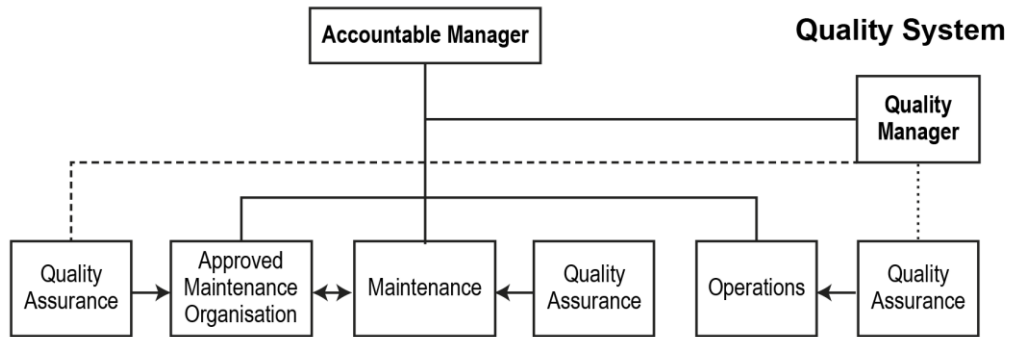 Accountable Manager
Quality System
Quality
Manager
Quality
Assurance
Approved
Maintenance
Organisation
Maintenance
Quality
Assurance
Operations
Quality
Assurance